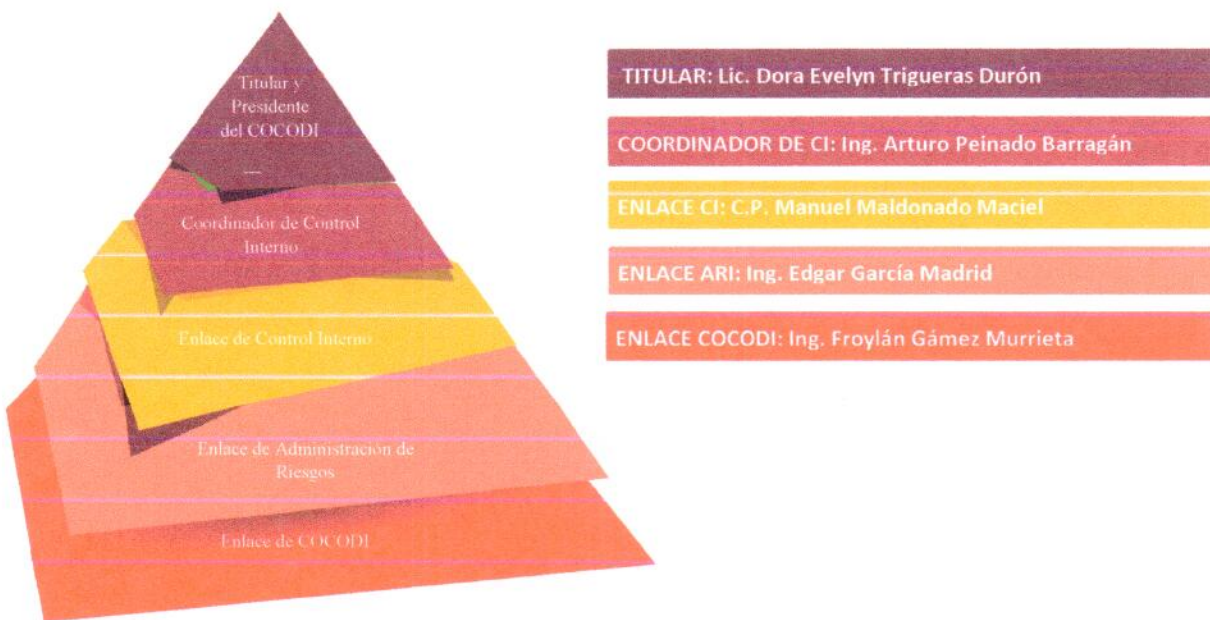 Titular y
Presidente
del COCODI
Coordinador de Control
Interno
Enlace de Control Interno
Enlace de Administración de
Riesgos
Enlace de COCODI
TITULAR: Lic. Dora Evelyn Trigueras Durón
COORDINADOR DE CI: Ing. Arturo Peinado Barragán
ENLACE CI: C.P. Manuel Maldonado Maciel
ENLACE ARI: Ing. Edgar García Madrid
ENLACE COCODI: Ing. Froylán Gámez Murrieta